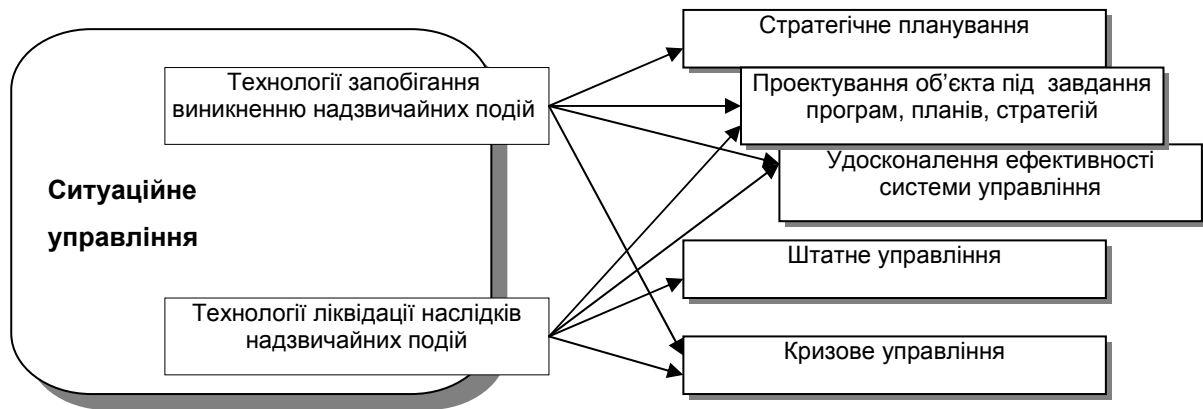 Стратегічне планування
Технології запобігання
виникненню надзвичайних подій
Проектування об’єкта під завдання
програм, планів, стратегій
Удосконалення ефективності
системи управління
Ситуаційне
управління
Штатне управління
Технології ліквідації наслідків
надзвичайних подій
Кризове управління